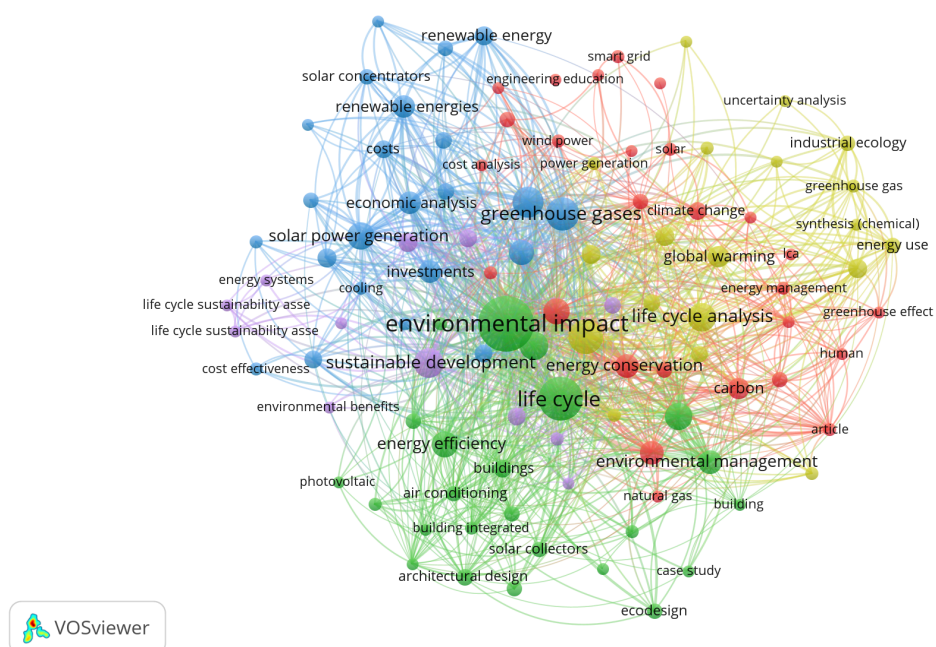 renewable energy
smart grid
solar concentrators
engineering education
renewable energies
uncertainty analysis
wind power
industrial ecology
costs
solar
cost analysis
power generation
greenhouse gas
economic analysis
greenhouse gases
climate change
synthesis (chemical)
solar power generation
energy use
global warming
lca
investments
energy systems
cooling
energy management
life cycle sustainability asse
greenhouse effect
life cycle analysis
environmental impact
life cycle sustainability asse
human
sustainable development
energy conservation
cost effectiveness
carbon
life cycle
environmental benefits
article
energy efficiency
environmental management
buildings
photovoltaic
air conditioning
natural gas
building
building integrated
solar collectors
case study
architectural design
ecodesign
VOSviewer